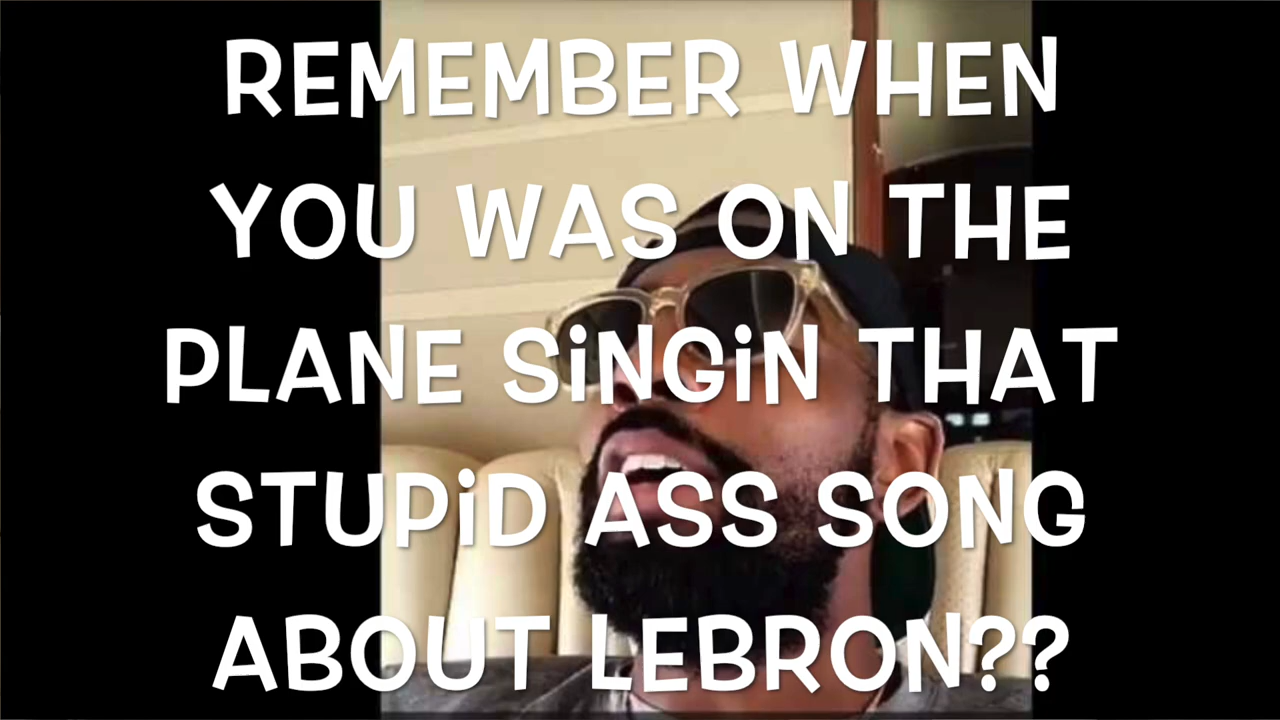 REMEMBER WHEN
YOU WAS ON THE
PLANE SiNGiN THAT
STUPiD ASS SONG
ABOUT LEBRON??